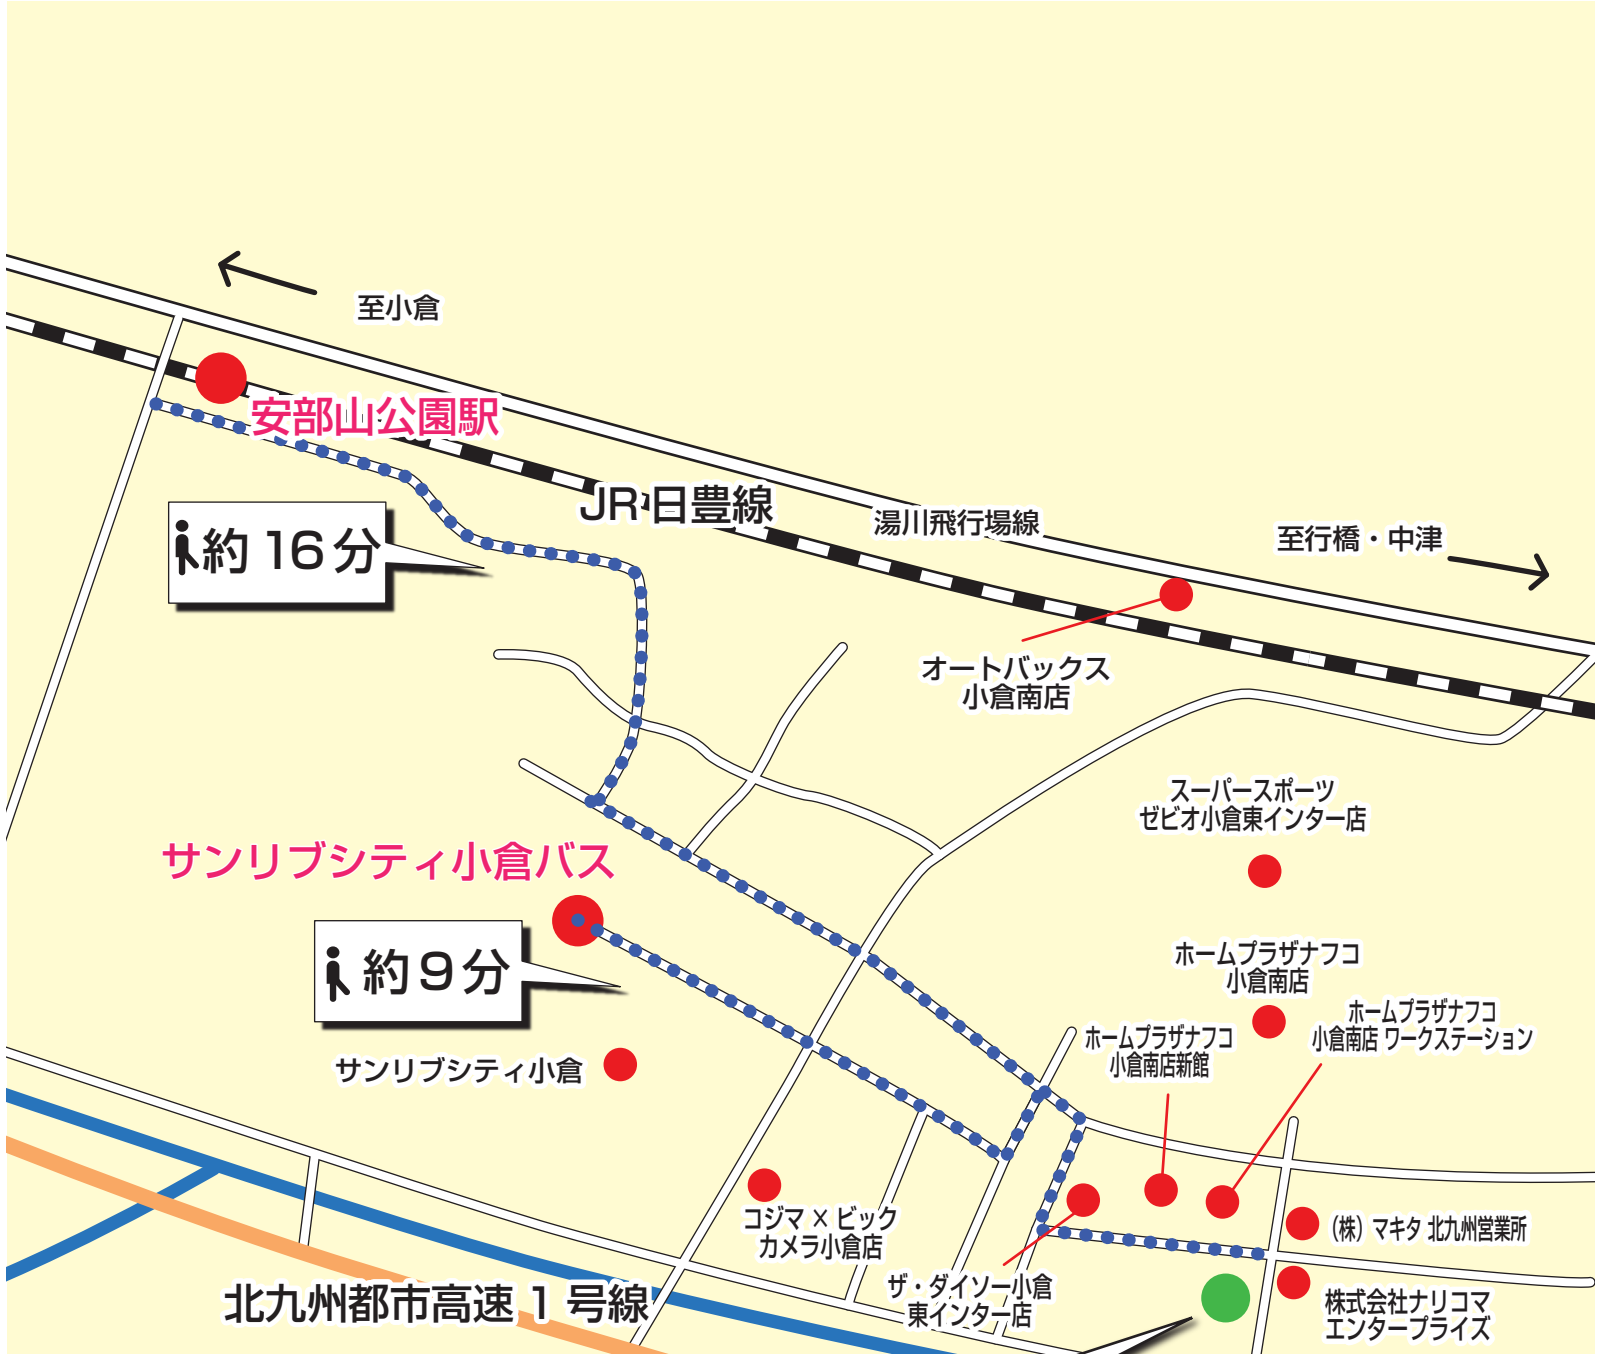 至小倉
安部山公園駅
JR日豊線
湯川飛行場線
至行橋・中津
約16分
オートバックス
小倉南店
スーパースポーツ
ゼビオ小倉東インター店
サンリブシティ小倉バス
約9分
ホームプラザナフコ
小倉南店
ホームプラザナフコ
小倉南店 ワークステーション
ホームプラザナフコ
小倉南店新館
サンリブシティ小倉
コジマ×ビック
カメラ小倉店
(株)マキタ 北九州営業所
ザ・ダイソー小倉
東インター店
北九州都市高速1号線
株式会社ナリコマ
エンタープライズ